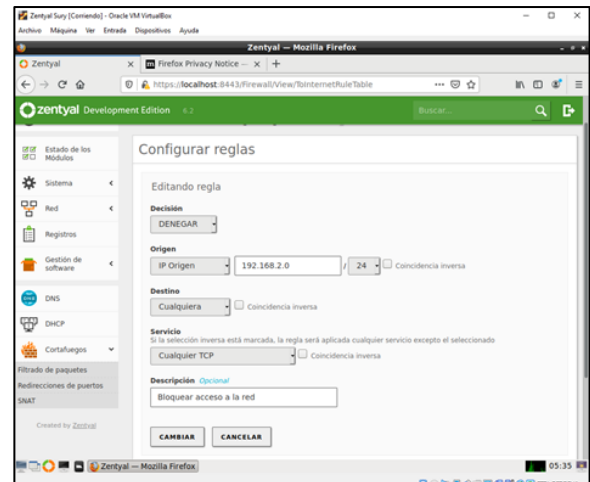 Zentyal Sury [Corriendo] - Oracle VM VirtualBox
Archivo Máquina Ver Entrada Dispositivos Ayuda
Zentyal — Mozilla Firefox
Zentyal
Firefox Privacy Notice —
https://localhost:8443/Firewall/View/ToInternetRuleTable
zentyal Development Edition 6.2
Buscar...
Estado de los Módulos
Sistema
Red
Registros
Gestión de software
DNS
DHCP
Cortafuegos
Filtrado de paquetes
Redirecciones de puertos
SNAT
Created by Zentyal
Configurar reglas
Editando regla
Decisión
DENEGAR
Origen
IP Origen 192.168.2.0 / 24 Coincidencia inversa
Destino
Cualquiera Coincidencia inversa
Servicio
Si la selección inversa está marcada, la regla será aplicada cualquier servicio excepto el seleccionado
Cualquier TCP Coincidencia inversa
Descripción Opcional
Bloquear acceso a la red
CAMBIAR CANCELAR
Zentyal — Mozilla Firefox
05:35